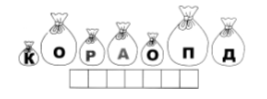 К О Р А О П Д